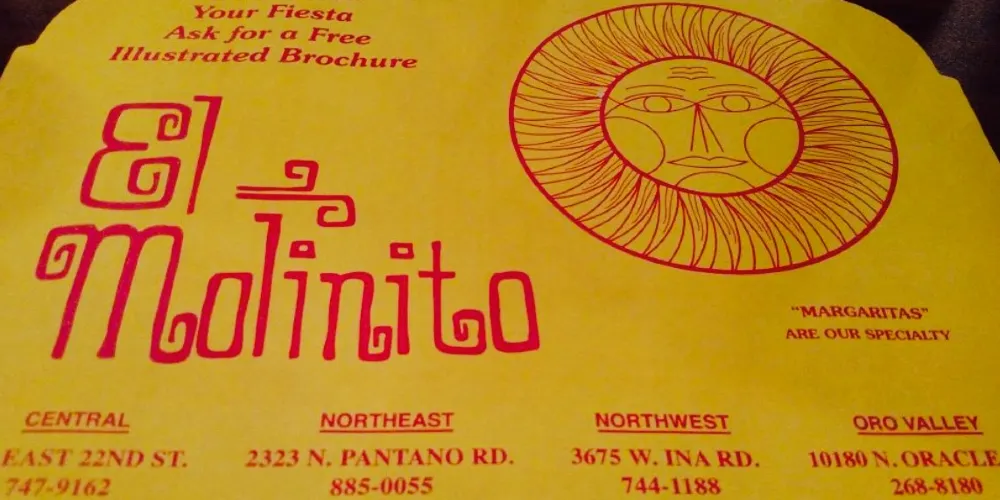 Your Fiesta
Ask for a Free
Illustrated Brochure
El
Molinito
"MARGARITAS"
ARE OUR SPECIALTY
CENTRAL
EAST 22ND ST.
747-9162
NORTHEAST
2323 N. PANTANO RD.
885-0055
NORTHWEST
3675 W. INA RD.
744-1188
ORO VALLEY
10180 N. ORACLE
268-8180